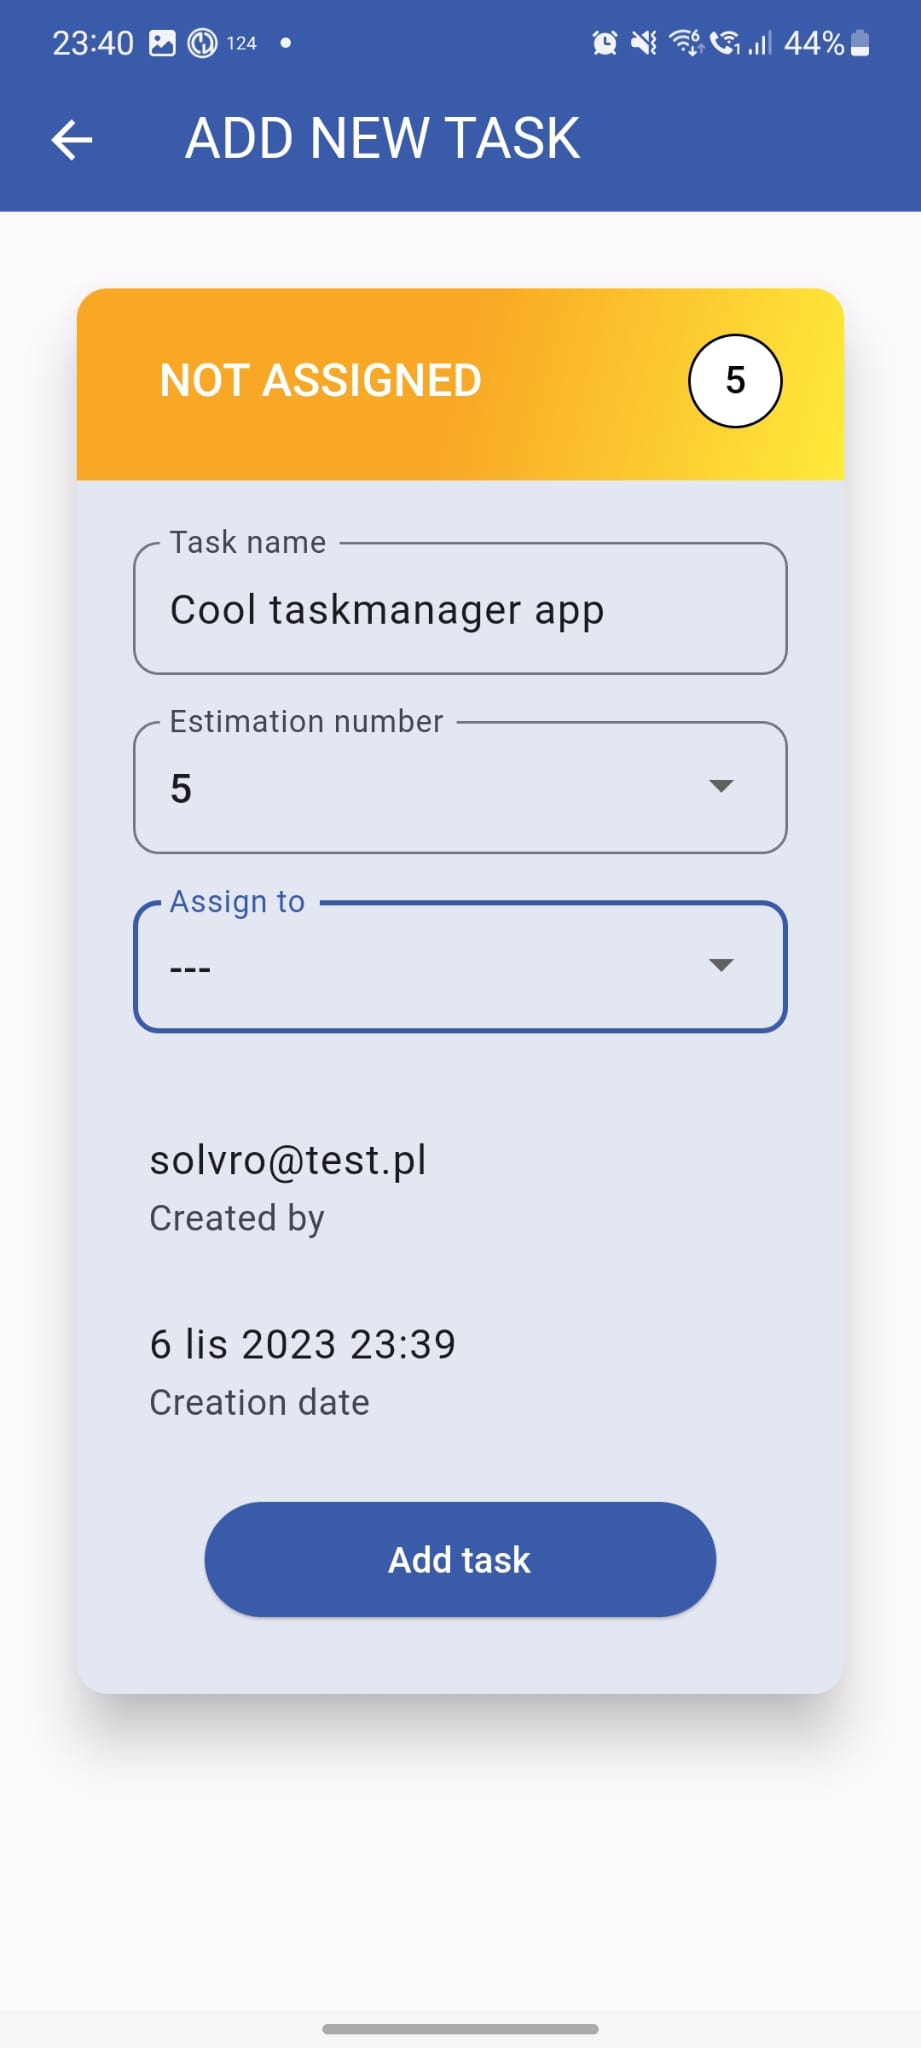 23:40 124 44%
ADD NEW TASK
NOT ASSIGNED 5
Task name
Cool taskmanager app
Estimation number
5
Assign to
---
solvro@test.pl
Created by
6 lis 2023 23:39
Creation date
Add task